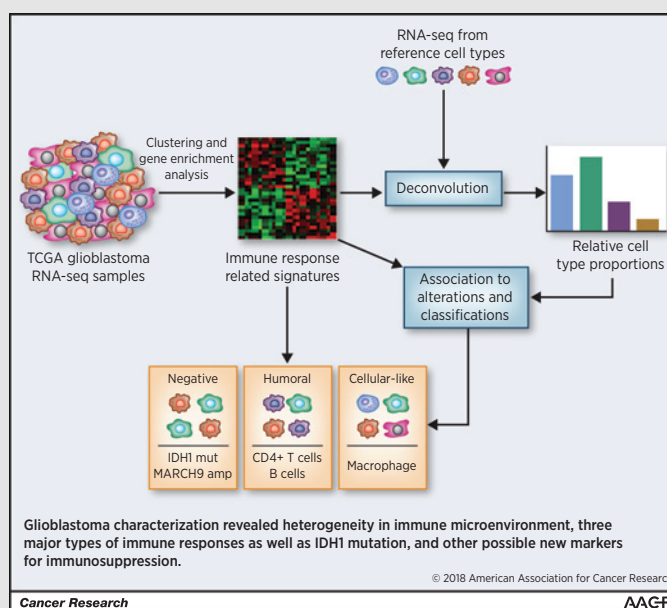 RNA-seq from
reference cell types
Clustering and
gene enrichment
analysis
Deconvolution
TCGA glioblastoma
RNA-seq samples
Immune response
related signatures
Relative cell
type proportions
Association to
alterations and
classifications
Negative
IDH1 mut
MARCH9 amp
Humoral
CD4+ T cells
B cells
Cellular-like
Macrophage
Glioblastoma characterization revealed heterogeneity in immune microenvironment, three
major types of immune responses as well as IDH1 mutation, and other possible new markers
for immunosuppression.
© 2018 American Association for Cancer Researc
Cancer Research